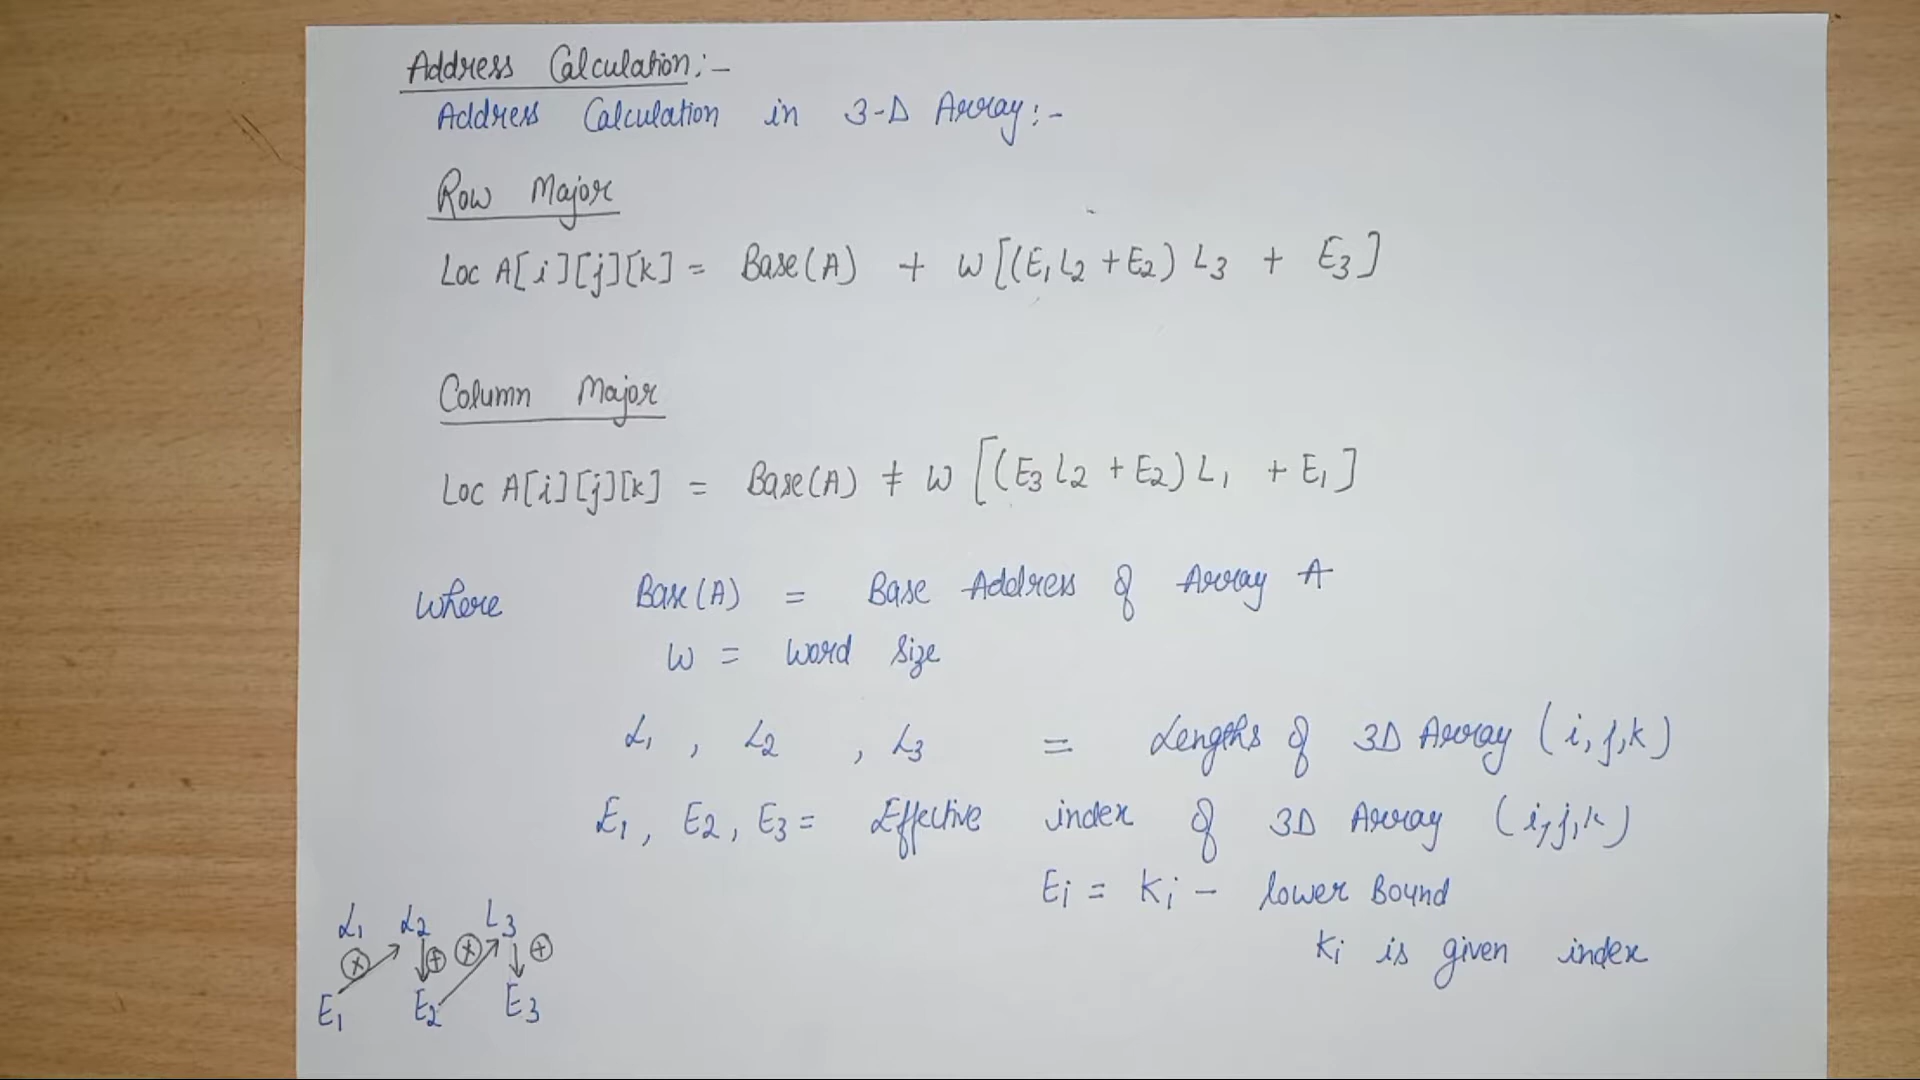 Address Calculation:-
Address Calculation in 3-D Array:-
Row Major
Loc A[i][j][k] = Base(A) + W[(E₁L₂ + E₂) L₃ + E₃]
Column Major
Loc A[i][j][k] = Base(A) + W[(E₃L₂ + E₂) L₁ + E₁]
Where Base(A) = Base Address of Array A
W = Word Size
L₁, L₂, L₃ = Lengths of 3D Array (i, j, k)
E₁, E₂, E₃ = Effective index of 3D Array (i, j, k)
Eᵢ = Kᵢ - lower Bound
Kᵢ is given index
L₁ L₂ L₃
× + × +
E₁ E₂ E₃